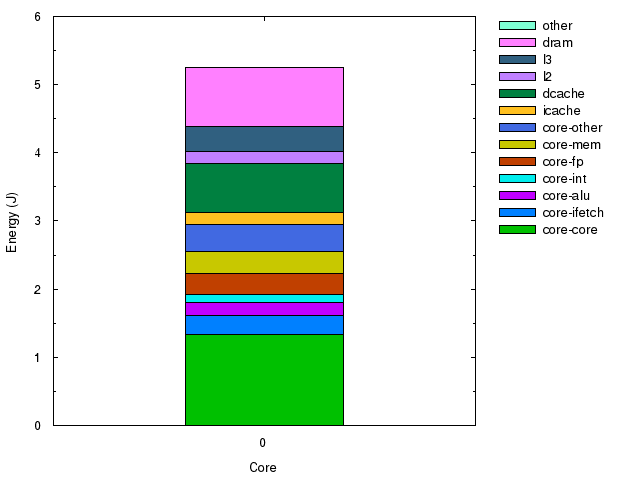 6
5
4
3
2
1
0
Energy (J)
0
Core
other
dram
l3
l2
dcache
icache
core-other
core-mem
core-fp
core-int
core-alu
core-ifetch
core-core